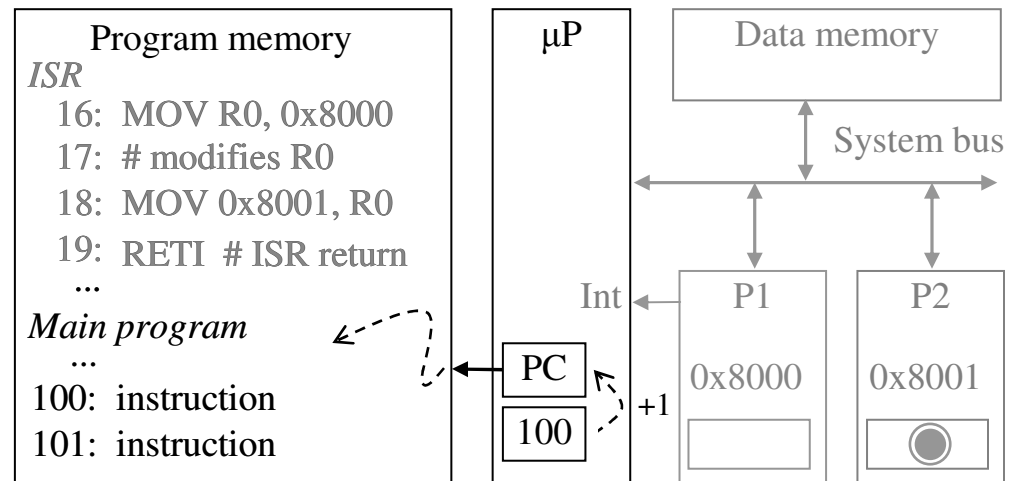 Program memory
ISR
16: MOV R0, 0x8000
17: # modifies R0
18: MOV 0x8001, R0
19: RETI # ISR return
...
Main program
...
100: instruction
101: instruction
μP
PC
100
+1
Data memory
System bus
Int
P1
0x8000
P2
0x8001